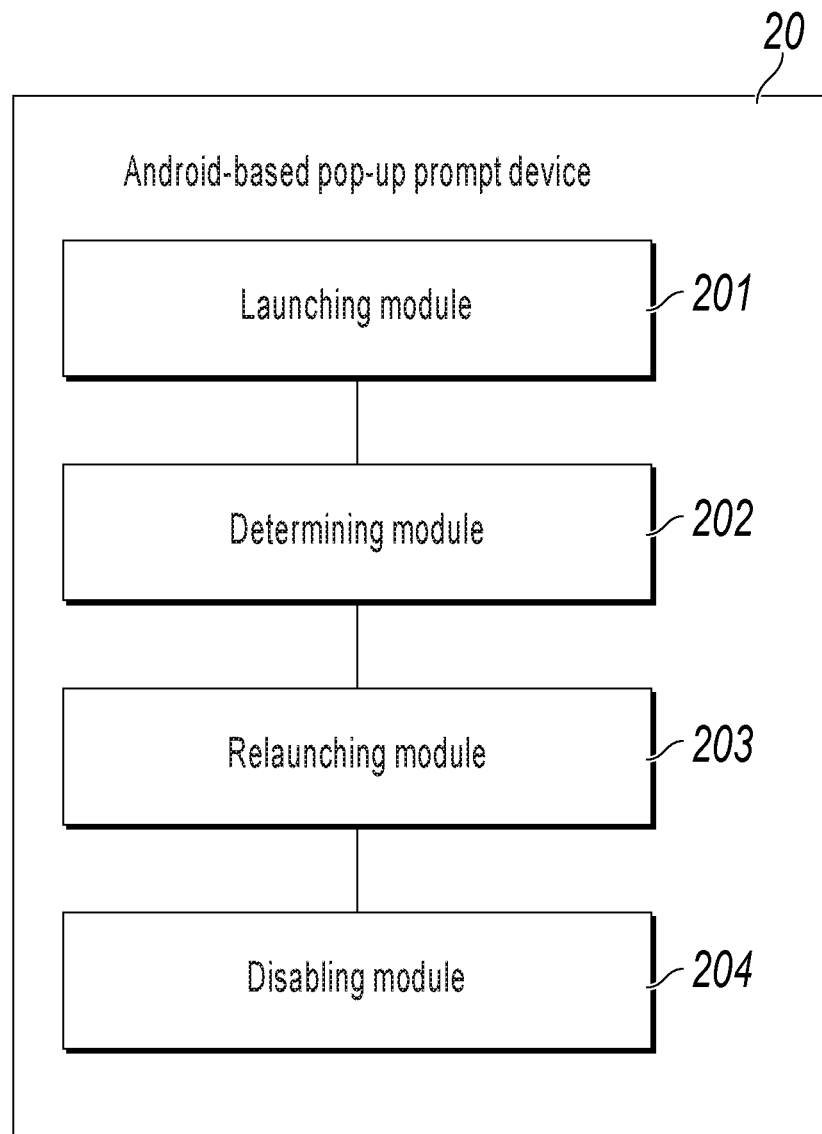 20
Android-based pop-up prompt device
Launching module
201
Determining module
202
Relaunching module
203
Disabling module
204